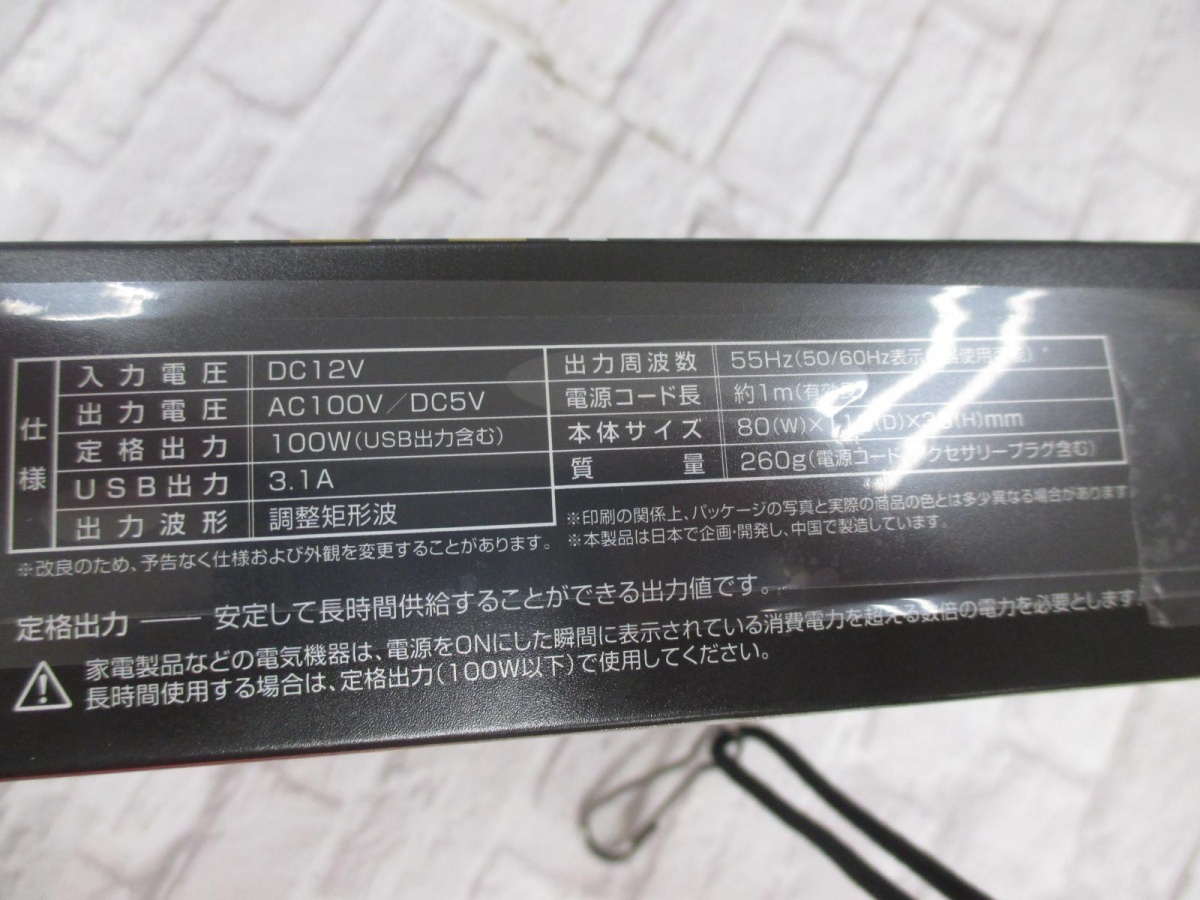 仕様
入力電圧 DC12V
出力電圧 AC100V/DC5V
定格出力 100W(USB出力含む)
USB出力 3.1A
出力波形 調整矩形波
出力周波数 55Hz(50/60Hz表示
電源コード長 約1m(有効
本体サイズ 80(W)× (D)× (H)mm
質量 260g(電源コード アクセサリープラグ含む)
※改良のため、予告なく仕様および外観を変更することがあります。
※印刷の関係上、パッケージの写真と実際の商品の色とは多少異なる場合があります
※本製品は日本で企画・開発し、中国で製造しています。
定格出力 ── 安定して長時間供給することができる出力値です。
家電製品などの電気機器は、電源をONにした瞬間に表示されている消費電力を超える数倍の電力を必要とします
長時間使用する場合は、定格出力(100W以下)で使用してください。